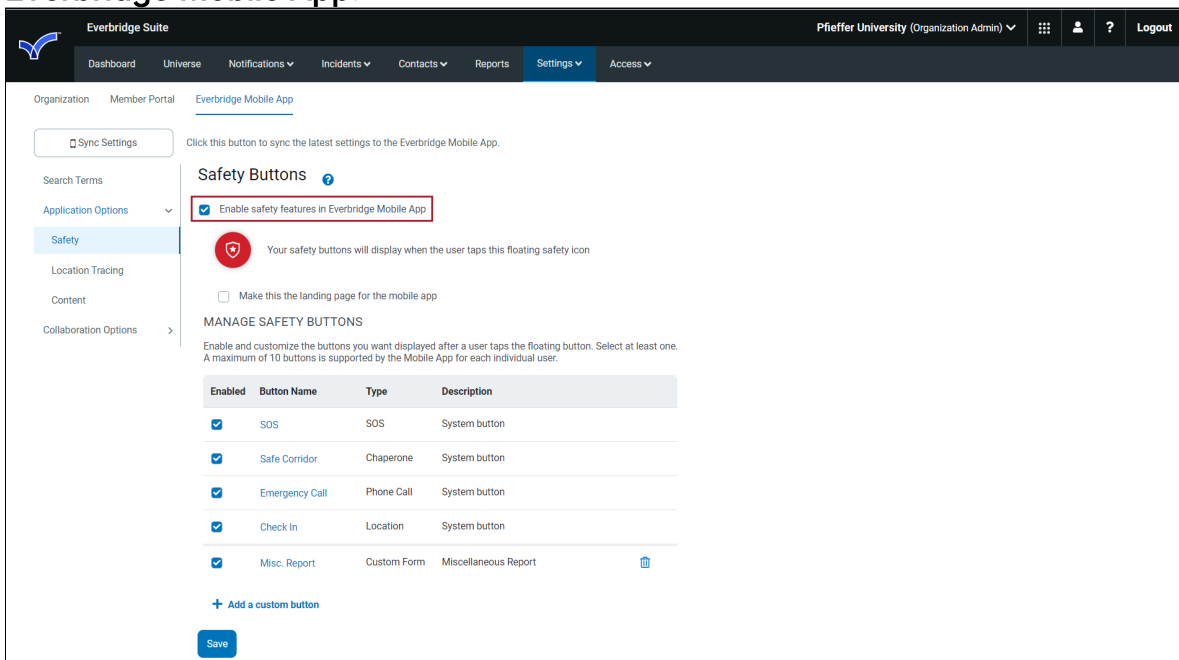 Everbridge Mobile App.
Everbridge Suite
Pfieffer University (Organization Admin)
?
Logout
Dashboard
Universe
Notifications
Incidents
Contacts
Reports
Settings
Access
Organization
Member Portal
Everbridge Mobile App
Sync Settings
Click this button to sync the latest settings to the Everbridge Mobile App.
Search Terms
Application Options
Safety
Location Tracing
Content
Collaboration Options
Safety Buttons ?
Enable safety features in Everbridge Mobile App
Your safety buttons will display when the user taps this floating safety icon
Make this the landing page for the mobile app
MANAGE SAFETY BUTTONS
Enable and customize the buttons you want displayed after a user taps the floating button. Select at least one.
A maximum of 10 buttons is supported by the Mobile App for each individual user.
Enabled Button Name Type Description
SOS SOS System button
Safe Corridor Chaperone System button
Emergency Call Phone Call System button
Check In Location System button
Misc. Report Custom Form Miscellaneous Report
+ Add a custom button
Save